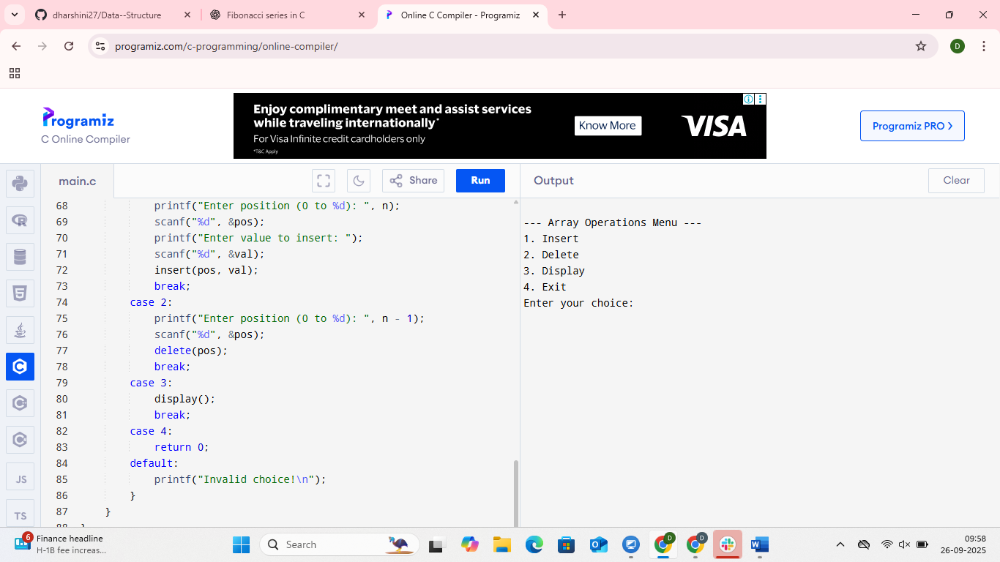 dharshini27/Data--Structure
Fibonacci series in C
Online C Compiler - Programiz
programiz.com/c-programming/online-compiler/
D
Programiz
C Online Compiler
Enjoy complimentary meet and assist services
while traveling internationally*
For Visa Infinite credit cardholders only
*T&C Apply
Know More
VISA
Programiz PRO
main.c
Share
Run
Output
Clear
68 printf("Enter position (0 to %d): ", n);
69 scanf("%d", &pos);
70 printf("Enter value to insert: ");
71 scanf("%d", &val);
72 insert(pos, val);
73 break;
74 case 2:
75 printf("Enter position (0 to %d): ", n - 1);
76 scanf("%d", &pos);
77 delete(pos);
78 break;
79 case 3:
80 display();
81 break;
82 case 4:
83 return 0;
84 default:
85 printf("Invalid choice!\n");
86 }
87 }
88 }
--- Array Operations Menu ---
1. Insert
2. Delete
3. Display
4. Exit
Enter your choice:
JS
TS
6
Finance headline
H-1B fee increas...
Search
D
D
09:58
26-09-2025